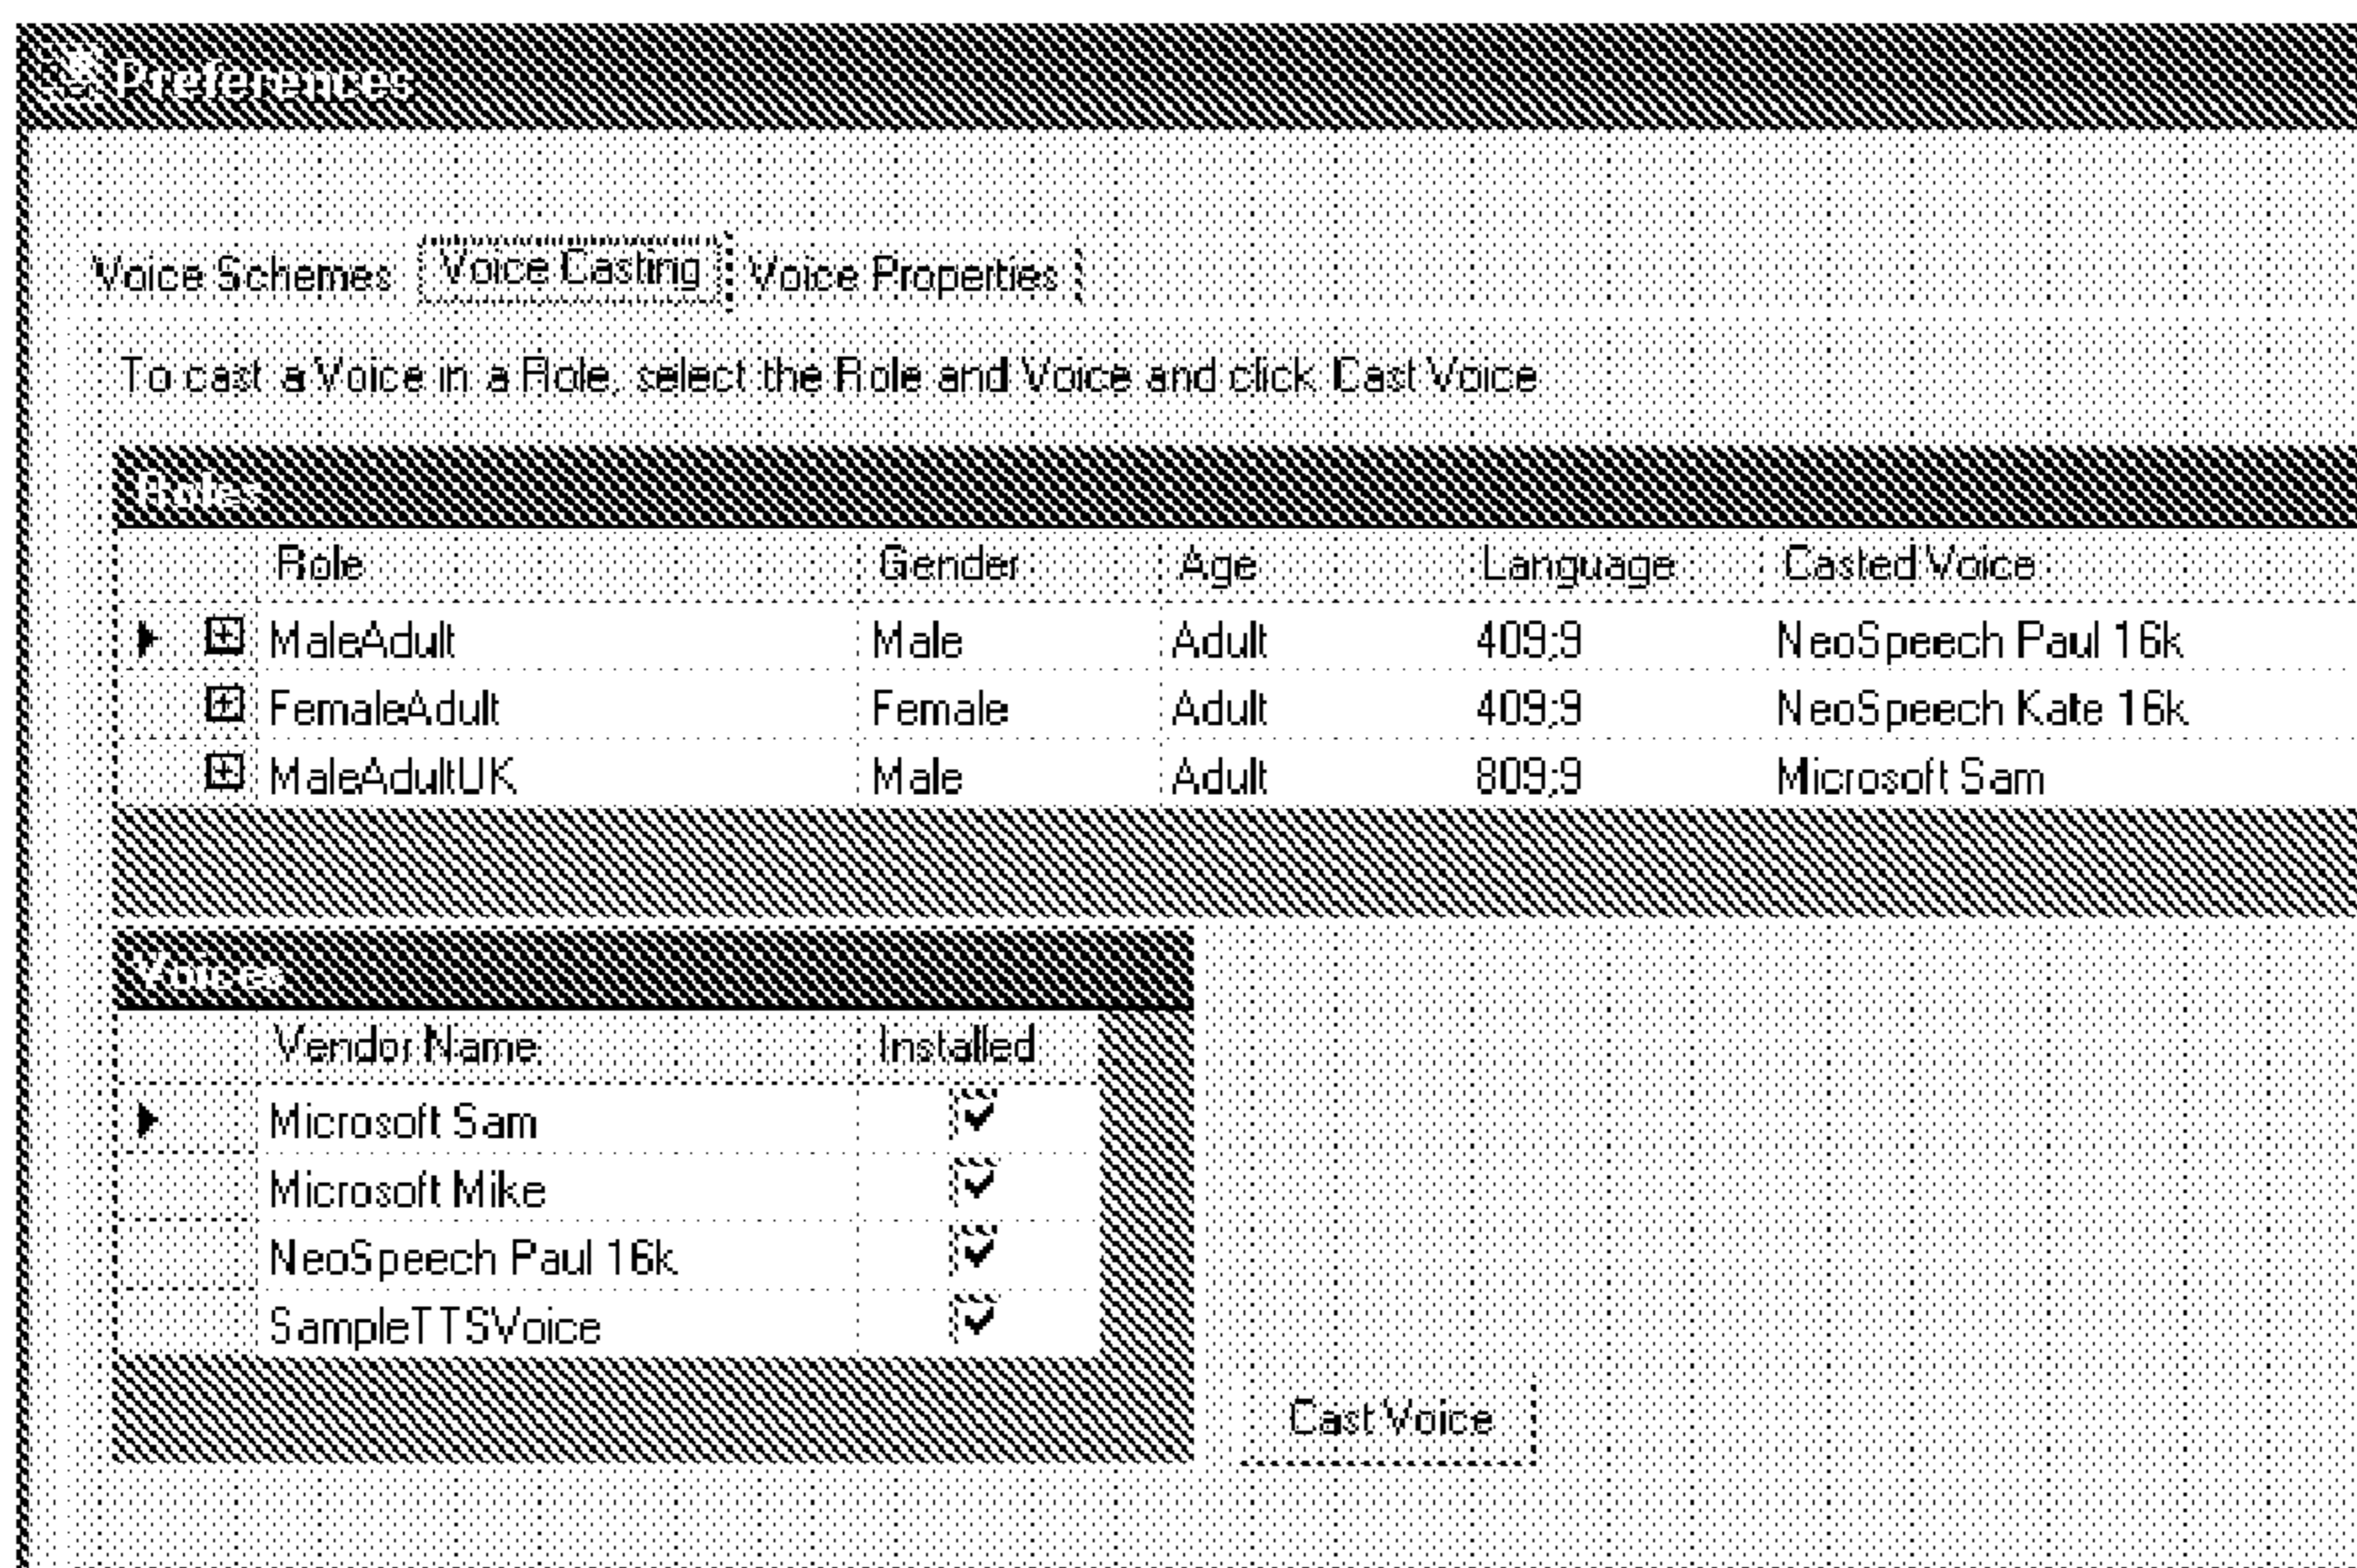 Preferences
Voice Schemes Voice Casting Voice Properties
To cast a Voice in a Role, select the Role and Voice and click Cast Voice
Roles
Role Gender Age Language Casted Voice
MaleAdult Male Adult 409;9 NeoSpeech Paul 16k
FemaleAdult Female Adult 409;9 NeoSpeech Kate 16k
MaleAdultUK Male Adult 809;9 Microsoft Sam
Voices
Vendor Name Installed
Microsoft Sam
Microsoft Mike
NeoSpeech Paul 16k
SampleTTSVoice
Cast Voice